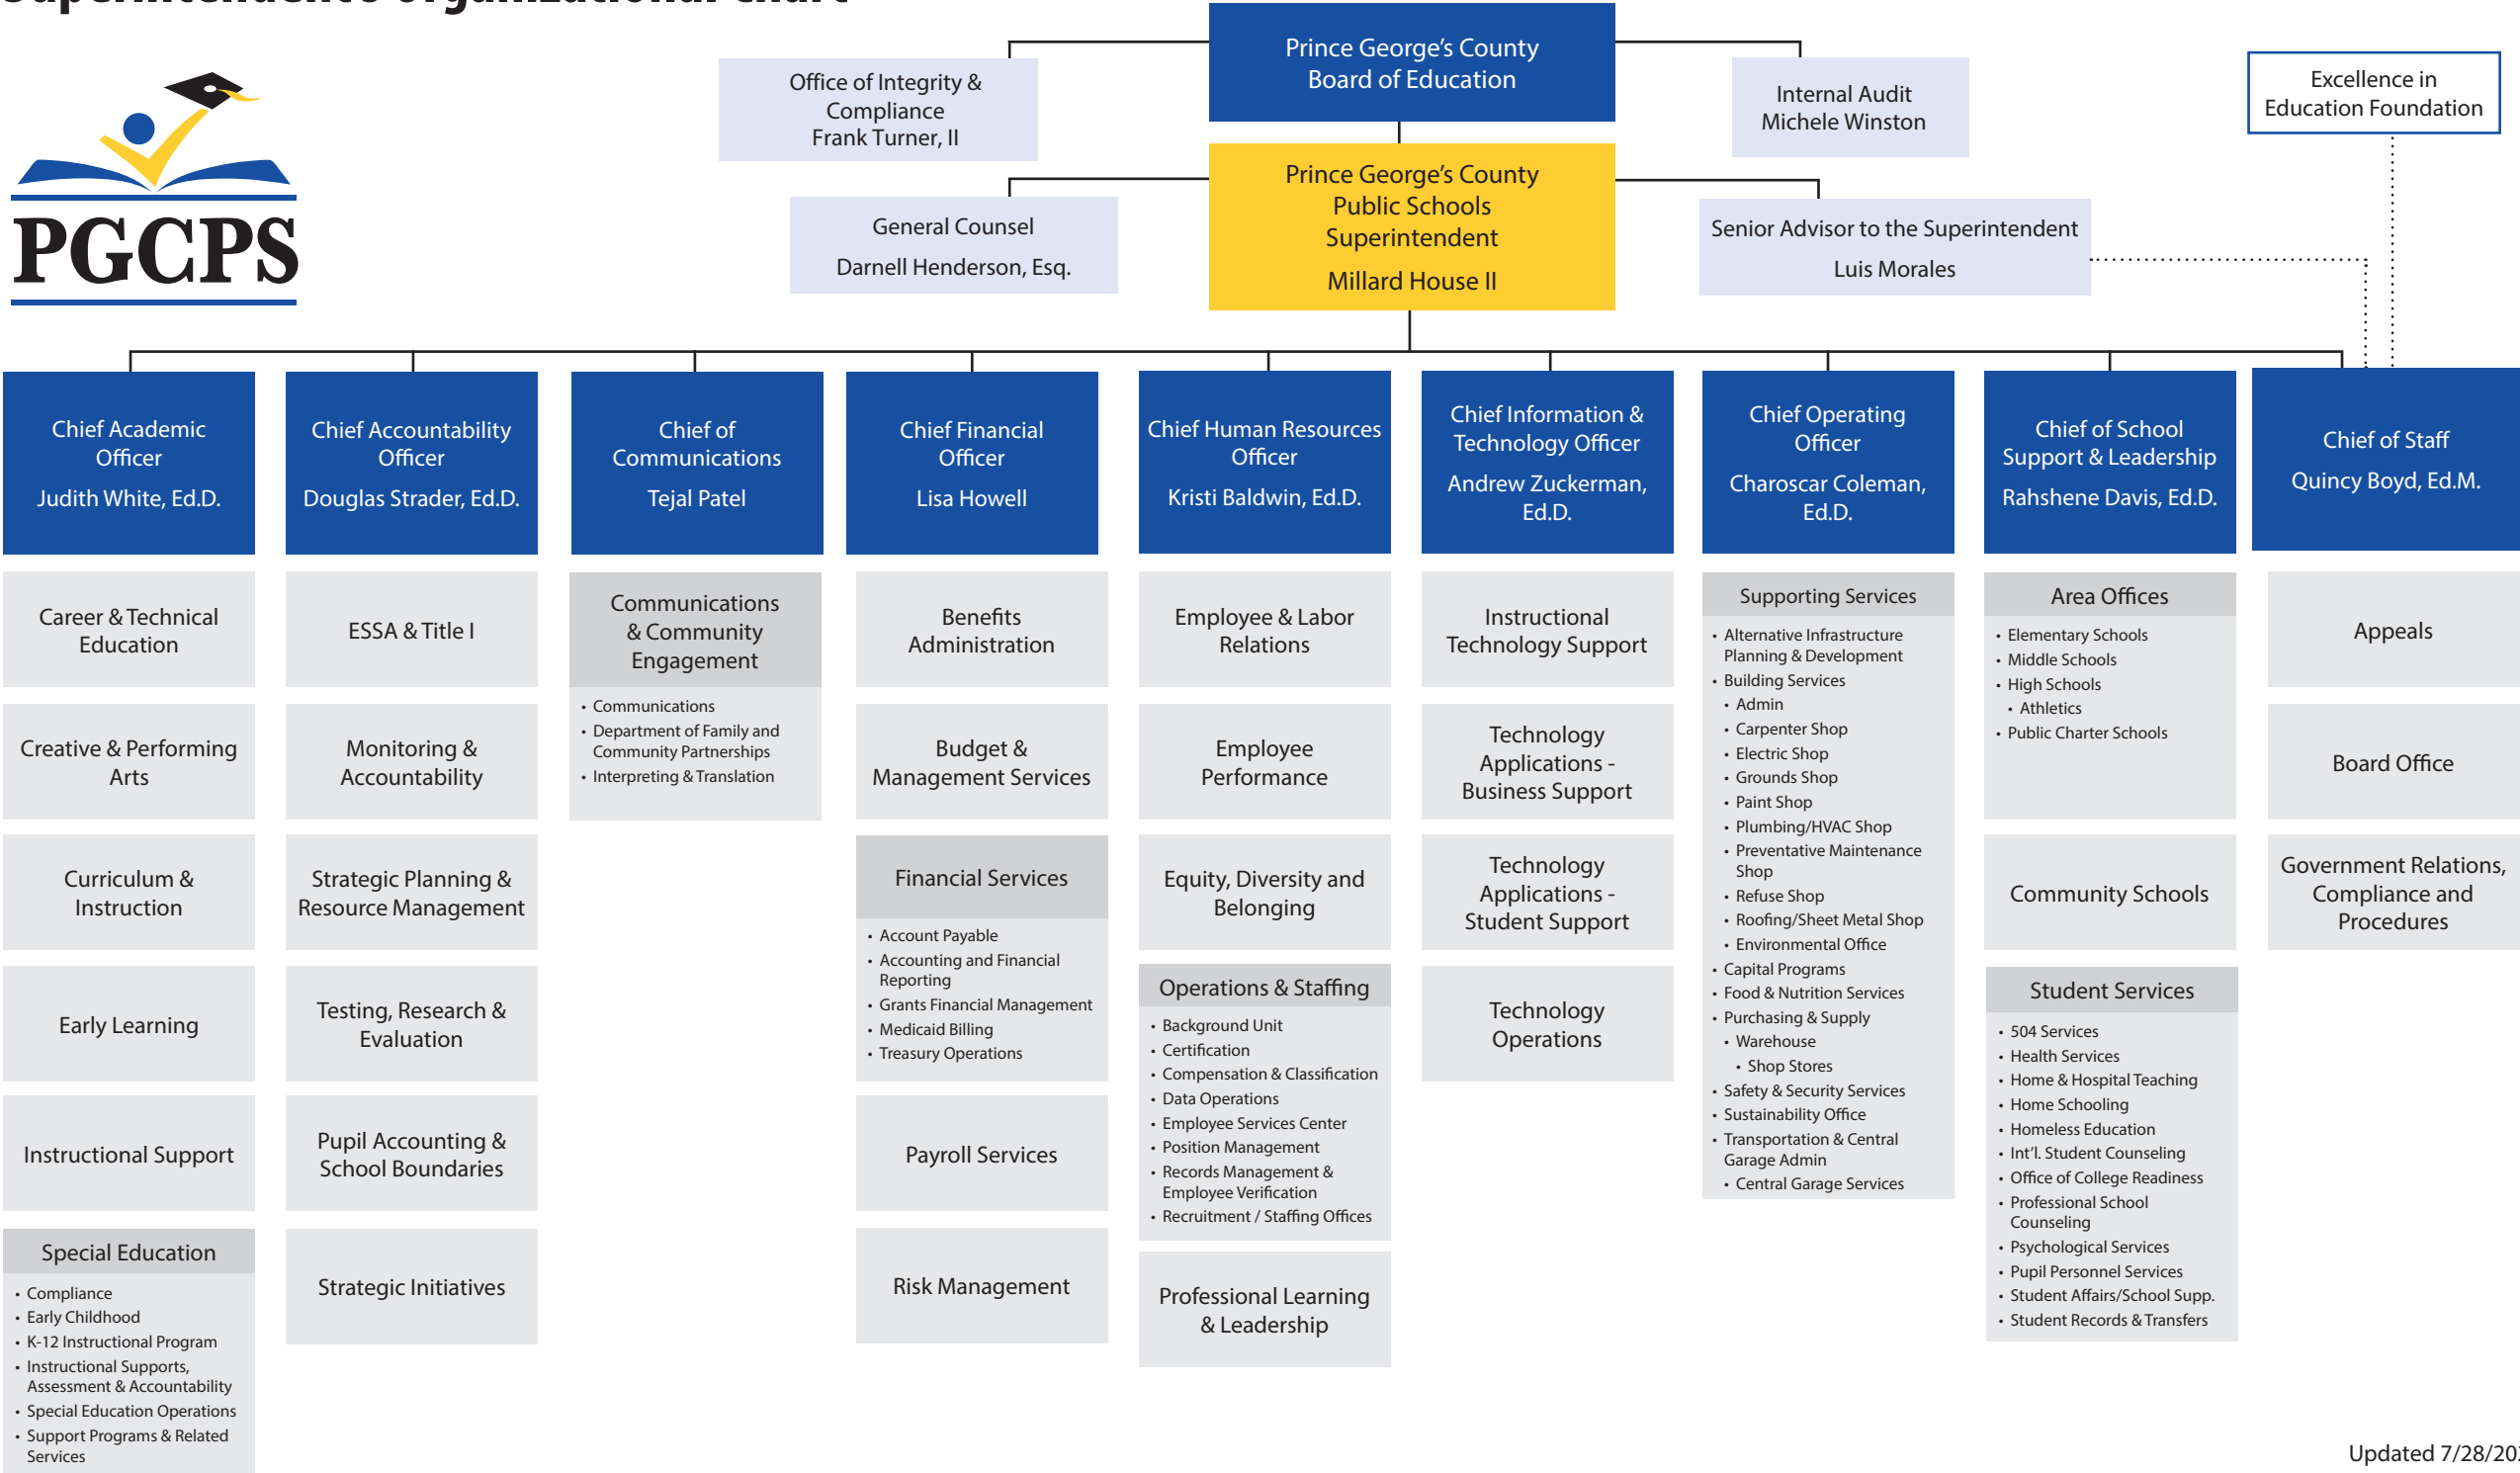 Superintendent's Organizational Chart
PGCPS
Prince George's County
Board of Education
Office of Integrity &
Compliance
Frank Turner, II
Internal Audit
Michele Winston
Excellence in
Education Foundation
Prince George's County
Public Schools
Superintendent
Millard House II
General Counsel
Darnell Henderson, Esq.
Senior Advisor to the Superintendent
Luis Morales
Chief Academic
Officer
Judith White, Ed.D.
Career & Technical
Education
Creative & Performing
Arts
Curriculum &
Instruction
Early Learning
Instructional Support
Special Education
• Compliance
• Early Childhood
• K-12 Instructional Program
• Instructional Supports,
Assessment & Accountability
• Special Education Operations
• Support Programs & Related
Services
Chief Accountability
Officer
Douglas Strader, Ed.D.
ESSA & Title I
Monitoring &
Accountability
Strategic Planning &
Resource Management
Testing, Research &
Evaluation
Pupil Accounting &
School Boundaries
Strategic Initiatives
Chief of
Communications
Tejal Patel
Communications
& Community
Engagement
• Communications
• Department of Family and
Community Partnerships
• Interpreting & Translation
Chief Financial
Officer
Lisa Howell
Benefits
Administration
Budget &
Management Services
Financial Services
• Account Payable
• Accounting and Financial
Reporting
• Grants Financial Management
• Medicaid Billing
• Treasury Operations
Payroll Services
Risk Management
Chief Human Resources
Officer
Kristi Baldwin, Ed.D.
Employee & Labor
Relations
Employee
Performance
Equity, Diversity and
Belonging
Operations & Staffing
• Background Unit
• Certification
• Compensation & Classification
• Data Operations
• Employee Services Center
• Position Management
• Records Management &
Employee Verification
• Recruitment / Staffing Offices
Professional Learning
& Leadership
Chief Information &
Technology Officer
Andrew Zuckerman,
Ed.D.
Instructional
Technology Support
Technology
Applications -
Business Support
Technology
Applications -
Student Support
Technology
Operations
Chief Operating
Officer
Charoscar Coleman,
Ed.D.
Supporting Services
• Alternative Infrastructure
Planning & Development
• Building Services
• Admin
• Carpenter Shop
• Electric Shop
• Grounds Shop
• Paint Shop
• Plumbing/HVAC Shop
• Preventative Maintenance
Shop
• Refuse Shop
• Roofing/Sheet Metal Shop
• Environmental Office
• Capital Programs
• Food & Nutrition Services
• Purchasing & Supply
• Warehouse
• Shop Stores
• Safety & Security Services
• Sustainability Office
• Transportation & Central
Garage Admin
• Central Garage Services
Chief of School
Support & Leadership
Rahshene Davis, Ed.D.
Area Offices
• Elementary Schools
• Middle Schools
• High Schools
• Athletics
• Public Charter Schools
Community Schools
Student Services
• 504 Services
• Health Services
• Home & Hospital Teaching
• Home Schooling
• Homeless Education
• Int'l. Student Counseling
• Office of College Readiness
• Professional School
Counseling
• Psychological Services
• Pupil Personnel Services
• Student Affairs/School Supp.
• Student Records & Transfers
Chief of Staff
Quincy Boyd, Ed.M.
Appeals
Board Office
Government Relations,
Compliance and
Procedures
Updated 7/28/202